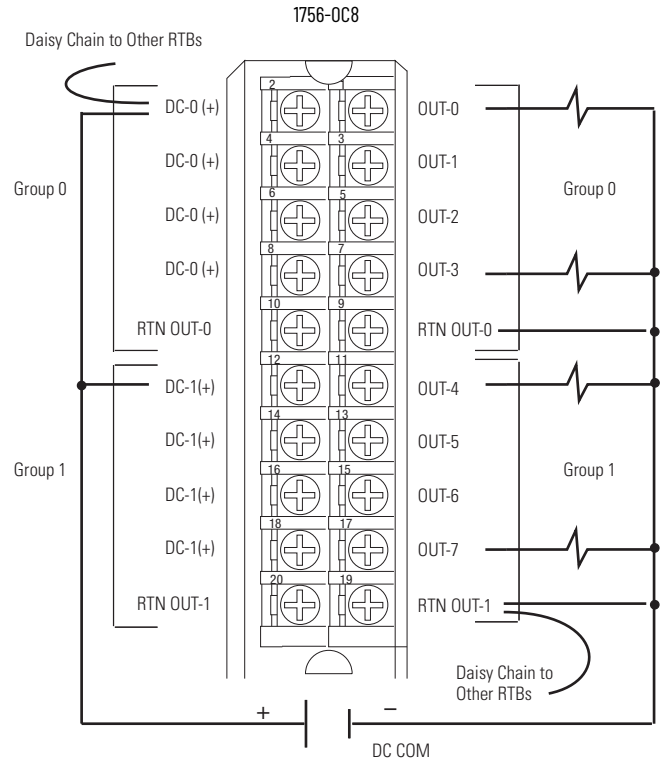 1756-OC8
Daisy Chain to Other RTBs
2 1
DC-0 (+) OUT-0
4 3
DC-0 (+) OUT-1
Group 0 Group 0
6 5
DC-0 (+) OUT-2
8 7
DC-0 (+) OUT-3
10 9
RTN OUT-0 RTN OUT-0
12 11
DC-1(+) OUT-4
14 13
DC-1(+) OUT-5
Group 1 Group 1
16 15
DC-1(+) OUT-6
18 17
DC-1(+) OUT-7
20 19
RTN OUT-1 RTN OUT-1
Daisy Chain to
Other RTBs
+ –
DC COM